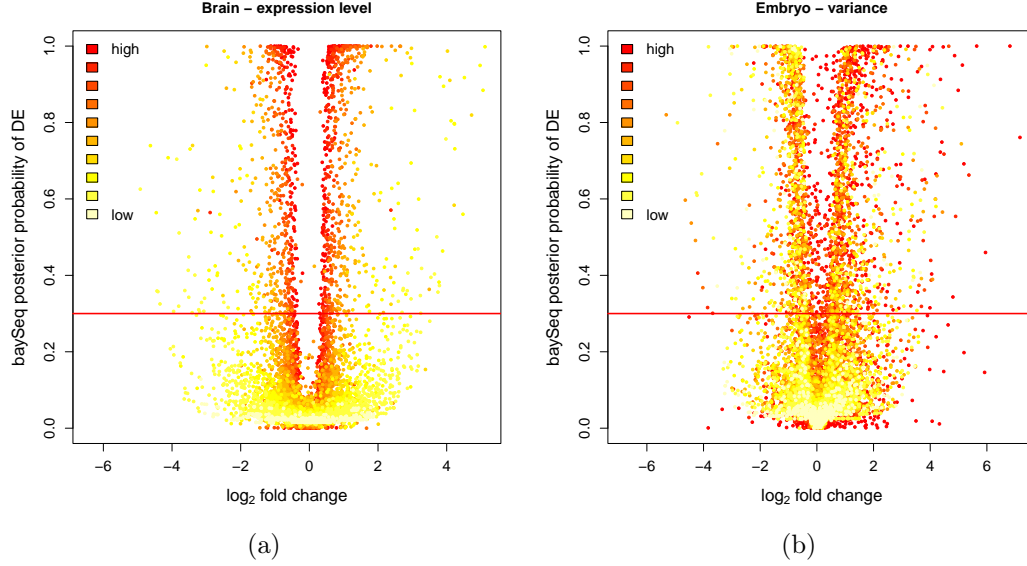 Brain − expression level
high
low
baySeq posterior probability of DE
0.0 0.2 0.4 0.6 0.8 1.0
−6 −4 −2 0 2 4
log2 fold change
(a)
Embryo − variance
high
low
baySeq posterior probability of DE
0.0 0.2 0.4 0.6 0.8 1.0
−6 −4 −2 0 2 4 6
log2 fold change
(b)